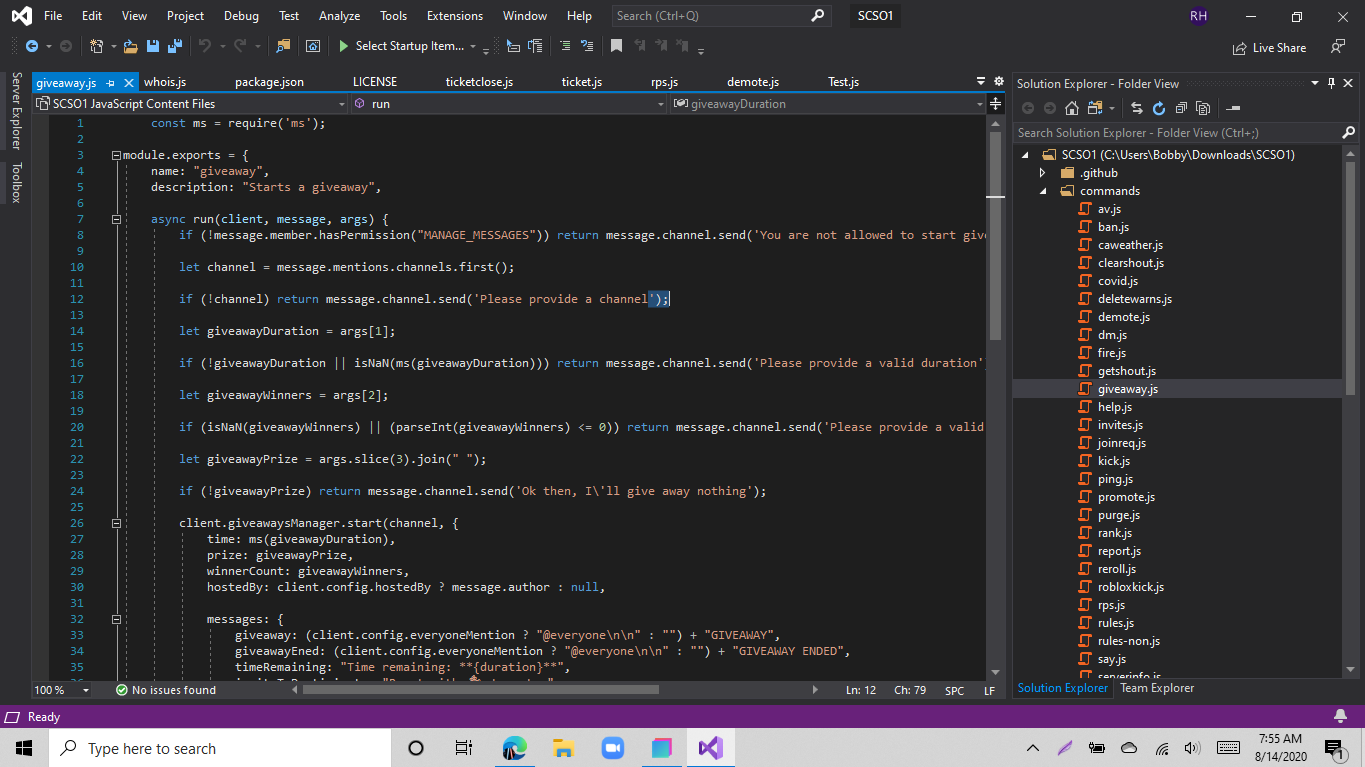 File Edit View Project Debug Test Analyze Tools Extensions Window Help Search (Ctrl+Q) SCSO1 RH
Select Startup Item... Live Share
Server Explorer
Toolbox
giveaway.js whois.js package.json LICENSE ticketclose.js ticket.js rps.js demote.js Test.js
SCSO1 JavaScript Content Files run giveawayDuration
1 const ms = require('ms');
2
3 module.exports = {
4 name: "giveaway",
5 description: "Starts a giveaway",
6
7 async run(client, message, args) {
8 if (!message.member.hasPermission("MANAGE_MESSAGES")) return message.channel.send('You are not allowed to start give
9
10 let channel = message.mentions.channels.first();
11
12 if (!channel) return message.channel.send('Please provide a channel');
13
14 let giveawayDuration = args[1];
15
16 if (!giveawayDuration || isNaN(ms(giveawayDuration))) return message.channel.send('Please provide a valid duration'
17
18 let giveawayWinners = args[2];
19
20 if (isNaN(giveawayWinners) || (parseInt(giveawayWinners) <= 0)) return message.channel.send('Please provide a valid
21
22 let giveawayPrize = args.slice(3).join(" ");
23
24 if (!giveawayPrize) return message.channel.send('Ok then, I\'ll give away nothing');
25
26 client.giveawaysManager.start(channel, {
27 time: ms(giveawayDuration),
28 prize: giveawayPrize,
29 winnerCount: giveawayWinners,
30 hostedBy: client.config.hostedBy ? message.author : null,
31
32 messages: {
33 giveaway: (client.config.everyoneMention ? "@everyone\n\n" : "") + "GIVEAWAY",
34 giveawayEned: (client.config.everyoneMention ? "@everyone\n\n" : "") + "GIVEAWAY ENDED",
35 timeRemaining: "Time remaining: **{duration}**",
100 % No issues found Ln: 12 Ch: 79 SPC LF
Solution Explorer - Folder View
Search Solution Explorer - Folder View (Ctrl+;)
SCSO1 (C:\Users\Bobby\Downloads\SCSO1)
.github
commands
av.js
ban.js
caweather.js
clearshout.js
covid.js
deletewarns.js
demote.js
dm.js
fire.js
getshout.js
giveaway.js
help.js
invites.js
joinreq.js
kick.js
ping.js
promote.js
purge.js
rank.js
report.js
reroll.js
robloxkick.js
rps.js
rules.js
rules-non.js
say.js
serverinfo.js
Solution Explorer Team Explorer
Ready
Type here to search
7:55 AM
8/14/2020
1